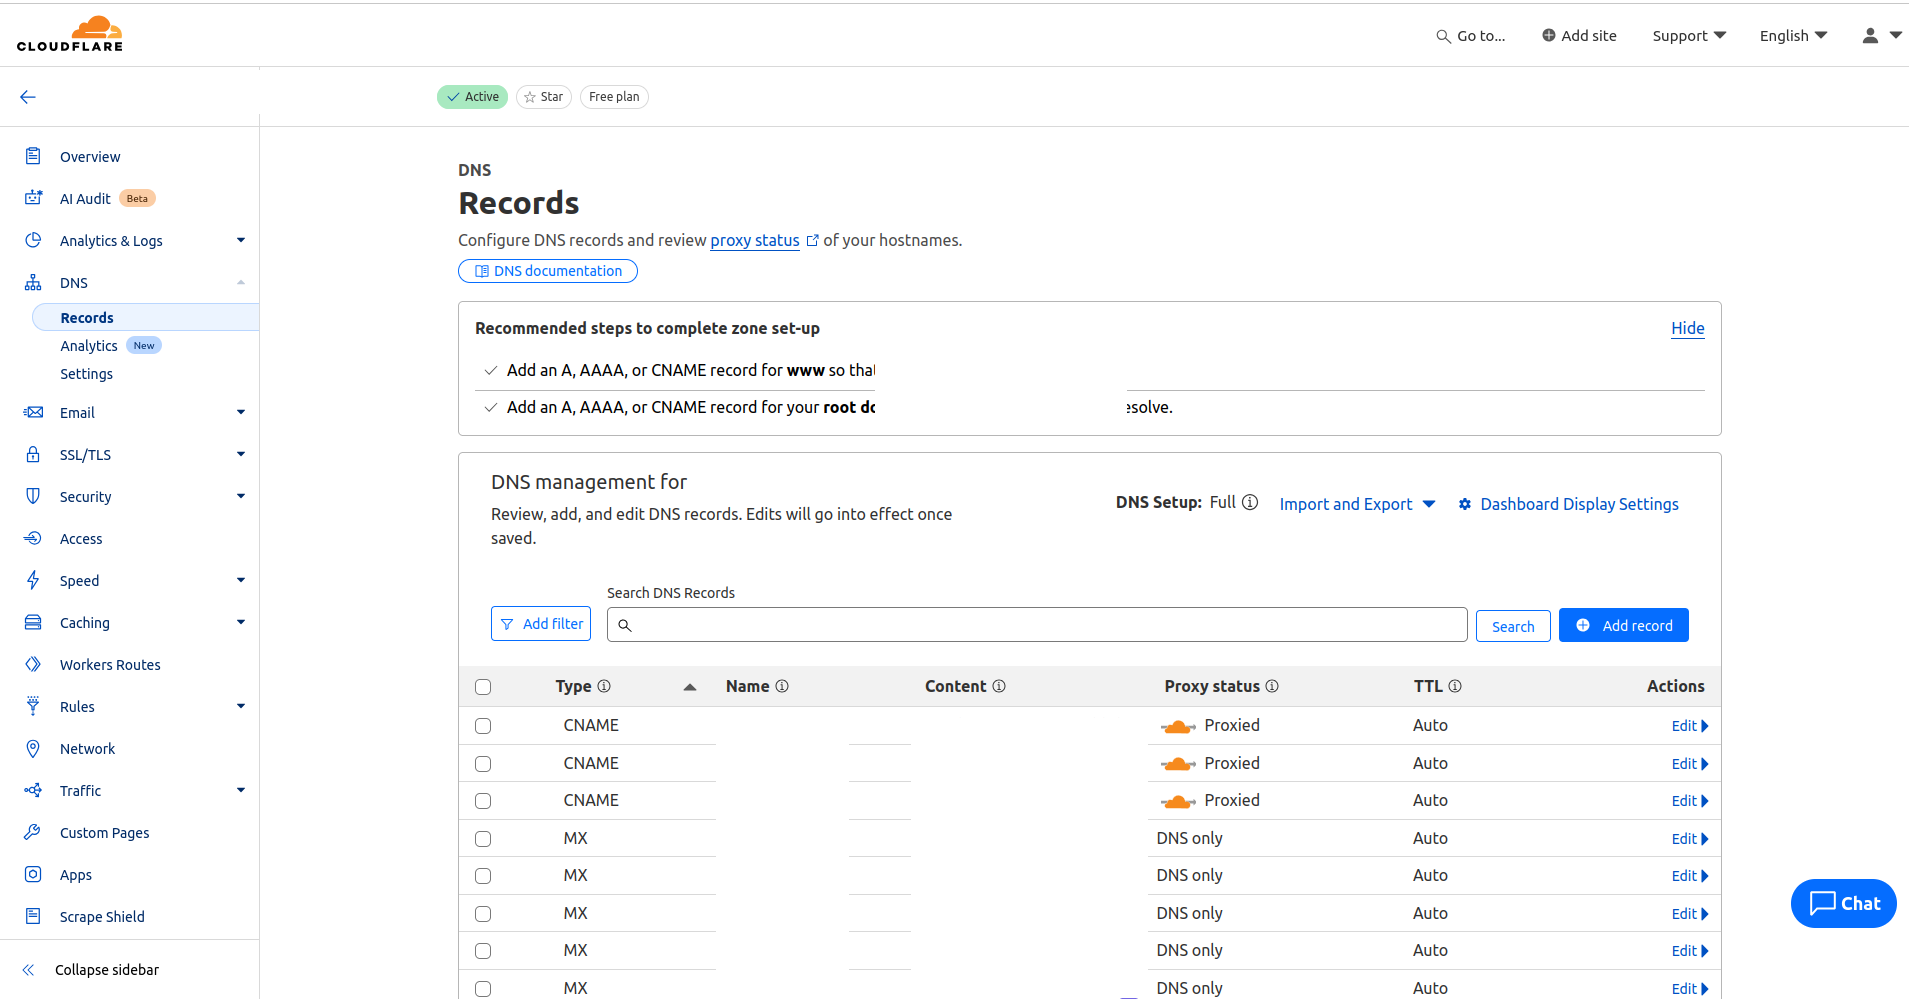 CLOUDFLARE
Go to...
Add site
Support
English
Active
Star
Free plan
Overview
AI Audit Beta
Analytics & Logs
DNS
Records
Analytics New
Settings
Email
SSL/TLS
Security
Access
Speed
Caching
Workers Routes
Rules
Network
Traffic
Custom Pages
Apps
Scrape Shield
Collapse sidebar
DNS
Records
Configure DNS records and review proxy status of your hostnames.
DNS documentation
Recommended steps to complete zone set-up
Hide
Add an A, AAAA, or CNAME record for www so that
Add an A, AAAA, or CNAME record for your root do esolve.
DNS management for
Review, add, and edit DNS records. Edits will go into effect once
saved.
DNS Setup: Full
Import and Export
Dashboard Display Settings
Search DNS Records
Add filter
Search
Add record
Type Name Content Proxy status TTL Actions
CNAME Proxied Auto Edit
CNAME Proxied Auto Edit
CNAME Proxied Auto Edit
MX DNS only Auto Edit
MX DNS only Auto Edit
MX DNS only Auto Edit
MX DNS only Auto Edit
MX DNS only Auto Edit
Chat